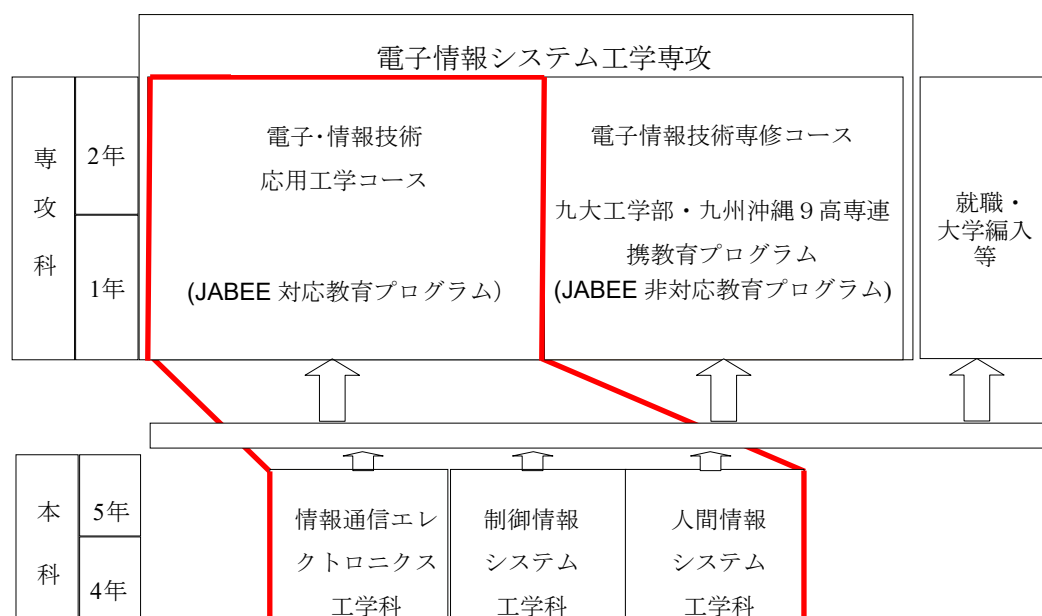 電子情報システム工学専攻
専
攻
科
2年
1年
電子・情報技術
応用工学コース
(JABEE 対応教育プログラム）
電子情報技術専修コース
九大工学部・九州沖縄９高専連
携教育プログラム
(JABEE 非対応教育プログラム)
就職・
大学編入
等
本
科
5年
4年
情報通信エレ
クトロニクス
工学科
制御情報
システム
工学科
人間情報
システム
工学科